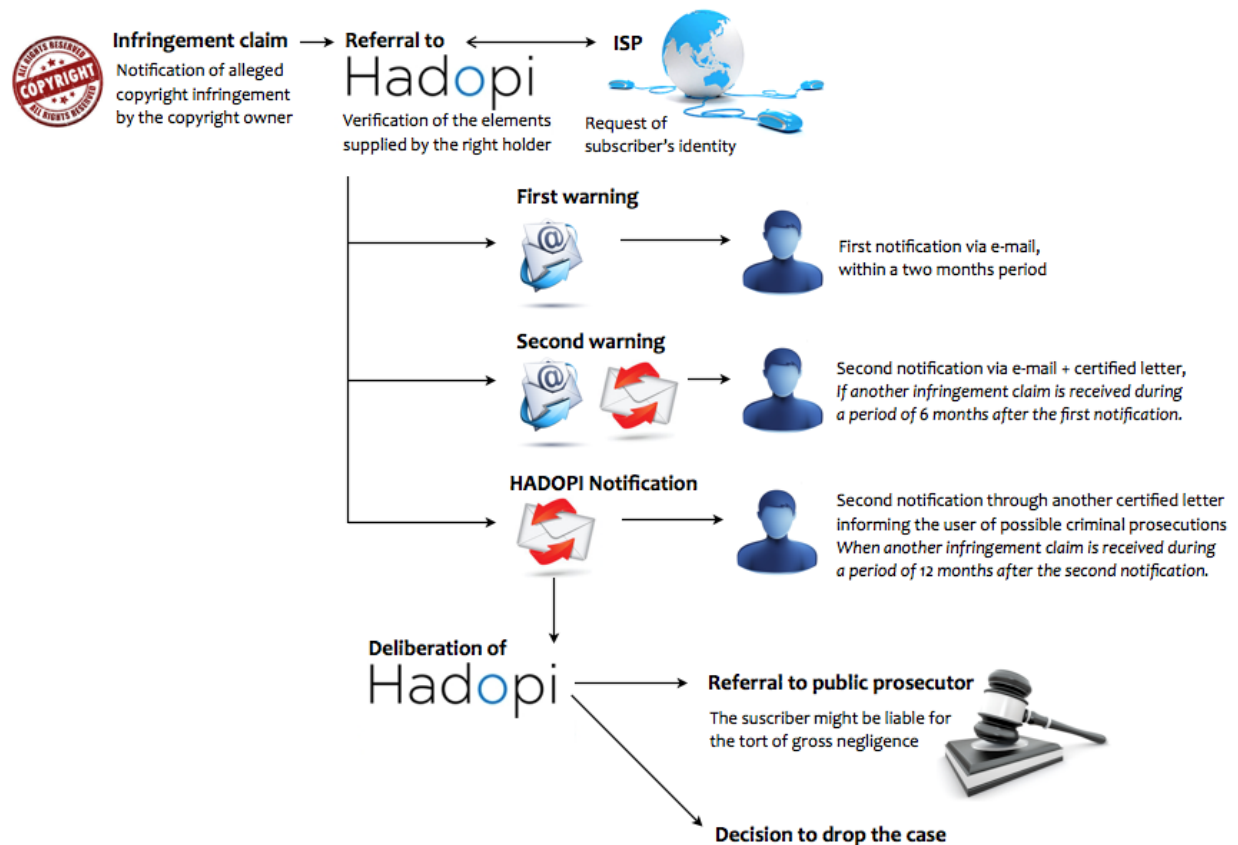 ALL RIGHTS RESERVED
COPYRIGHT
ALL RIGHTS RESERVED
Infringement claim
Notification of alleged
copyright infringement
by the copyright owner
Referral to
Hadopi
Verification of the elements
supplied by the right holder
ISP
Request of
subscriber's identity
First warning
@
First notification via e-mail,
within a two months period
Second warning
@
Second notification via e-mail + certified letter,
If another infringement claim is received during
a period of 6 months after the first notification.
HADOPI Notification
Second notification through another certified letter
informing the user of possible criminal prosecutions
When another infringement claim is received during
a period of 12 months after the second notification.
Deliberation of
Hadopi
Referral to public prosecutor
The suscriber might be liable for
the tort of gross negligence
Decision to drop the case